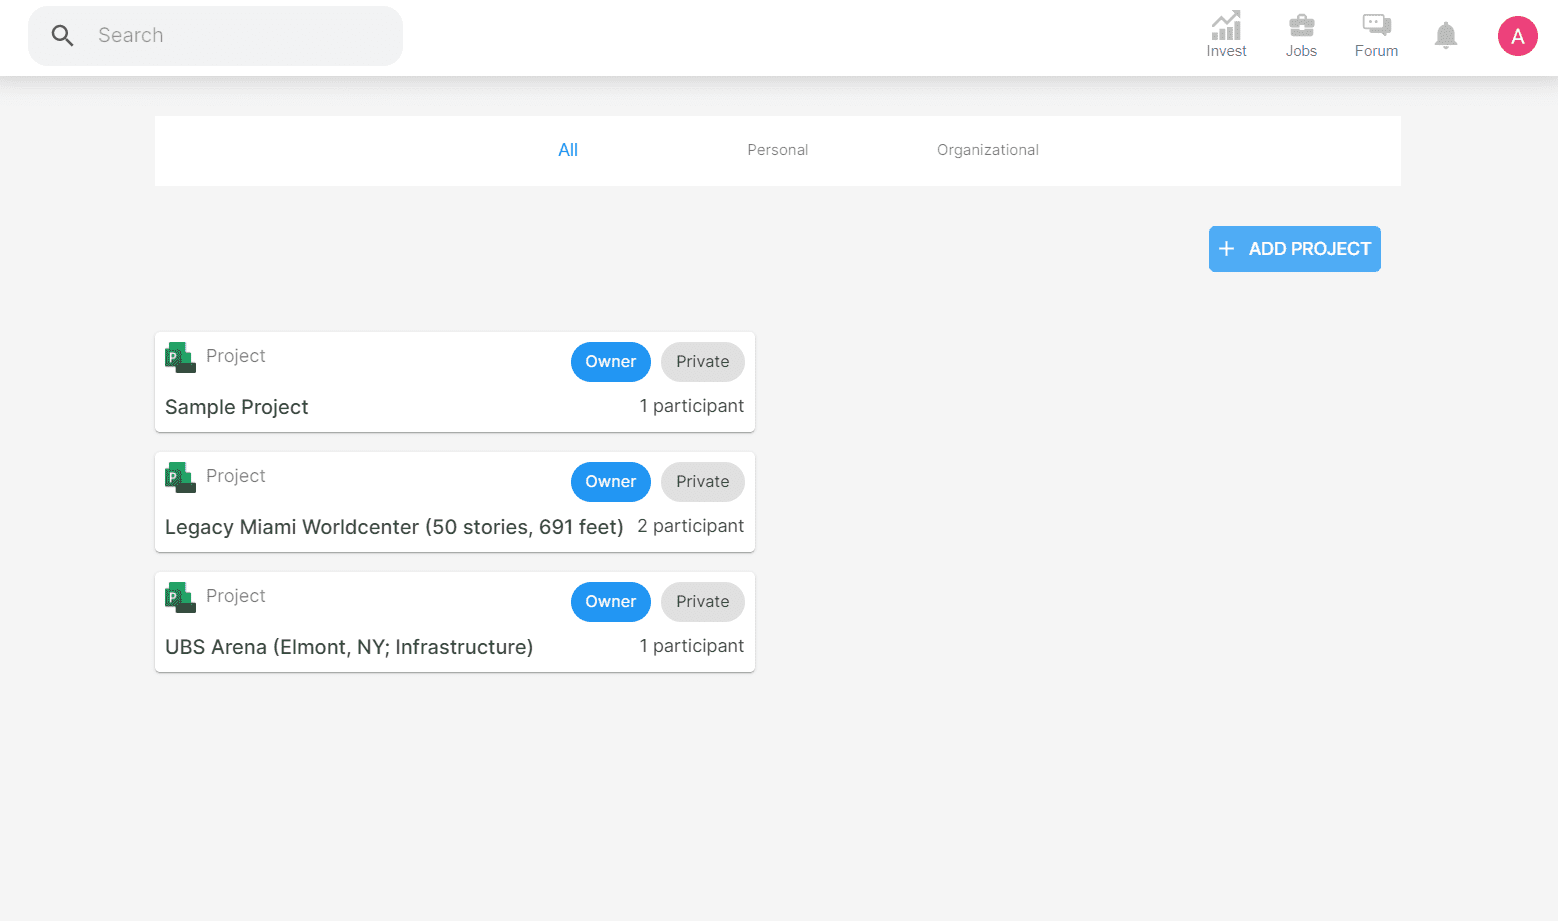 Search
Invest
Jobs
Forum
A
All
Personal
Organizational
+ ADD PROJECT
P
Project
Owner
Private
Sample Project
1 participant
P
Project
Owner
Private
Legacy Miami Worldcenter (50 stories, 691 feet)
2 participant
P
Project
Owner
Private
UBS Arena (Elmont, NY; Infrastructure)
1 participant